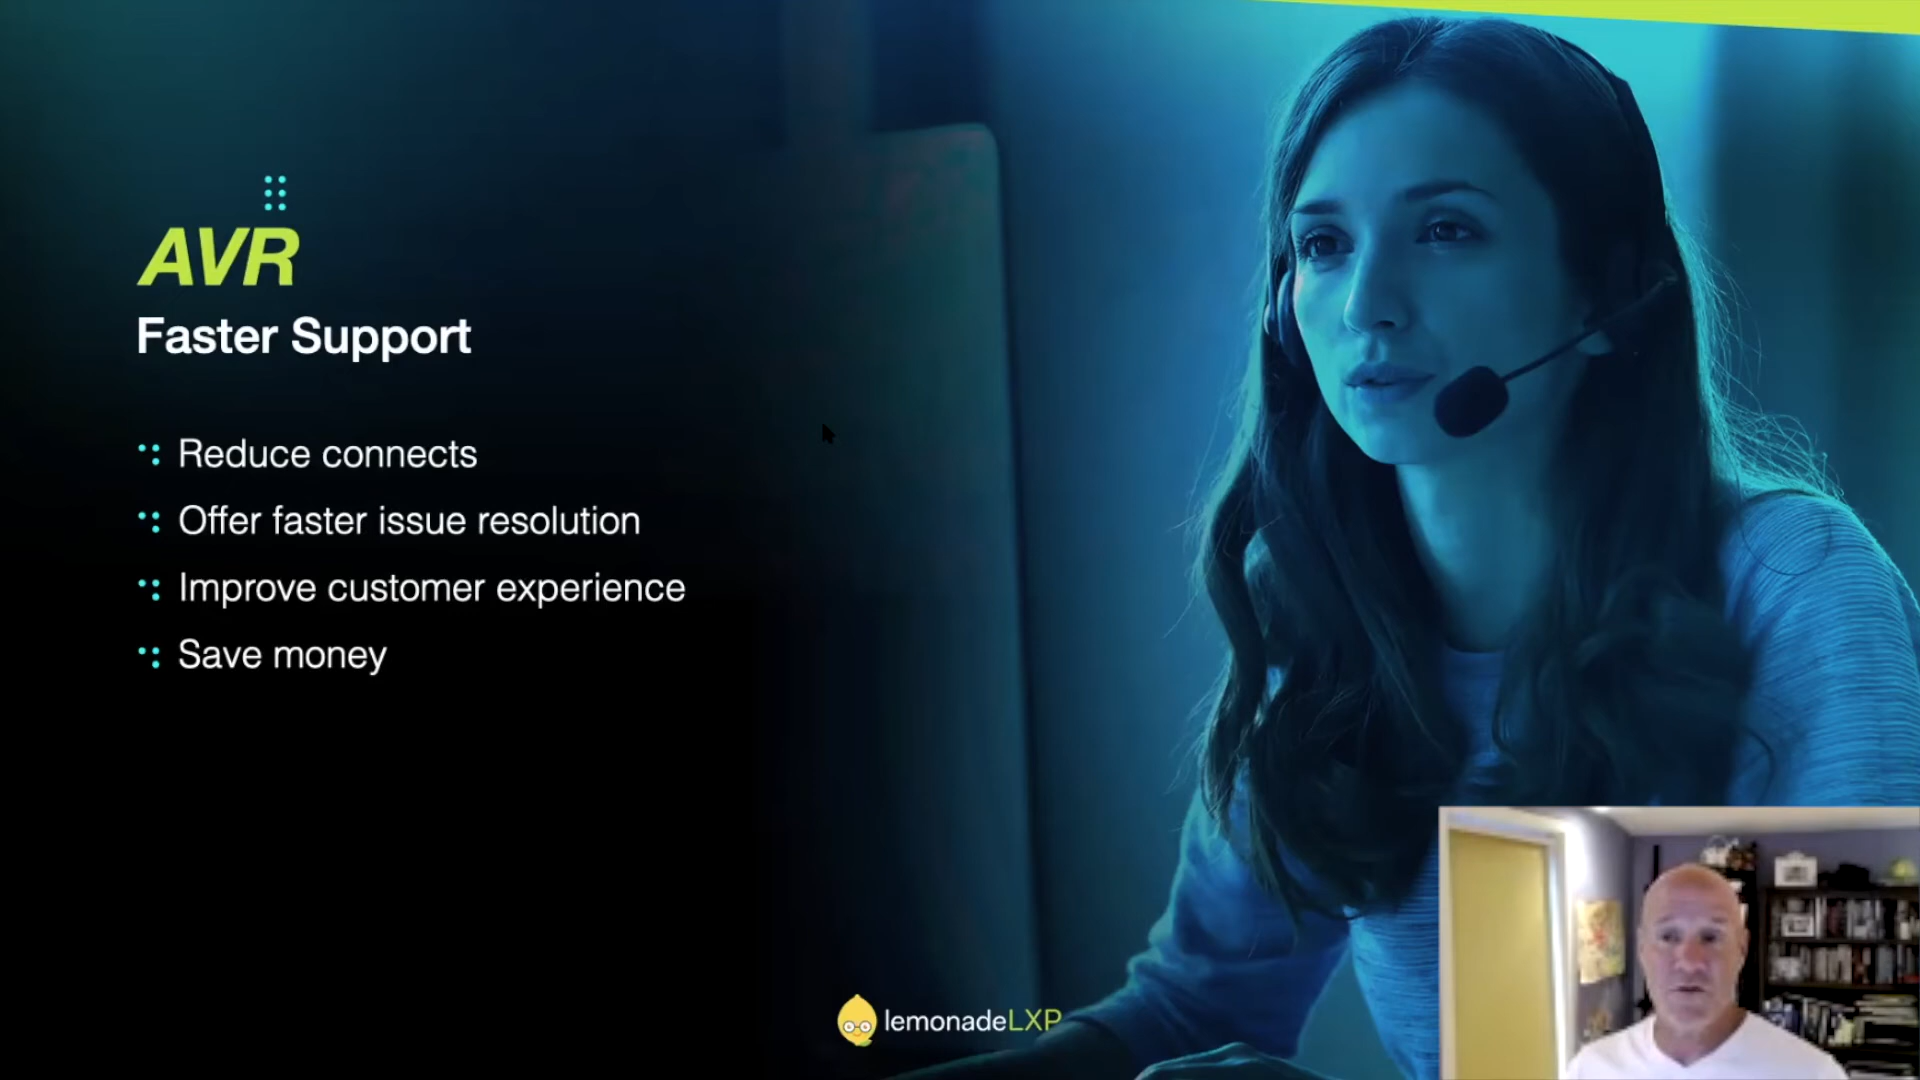 AVR
Faster Support
Reduce connects
Offer faster issue resolution
Improve customer experience
Save money
lemonadeLXP